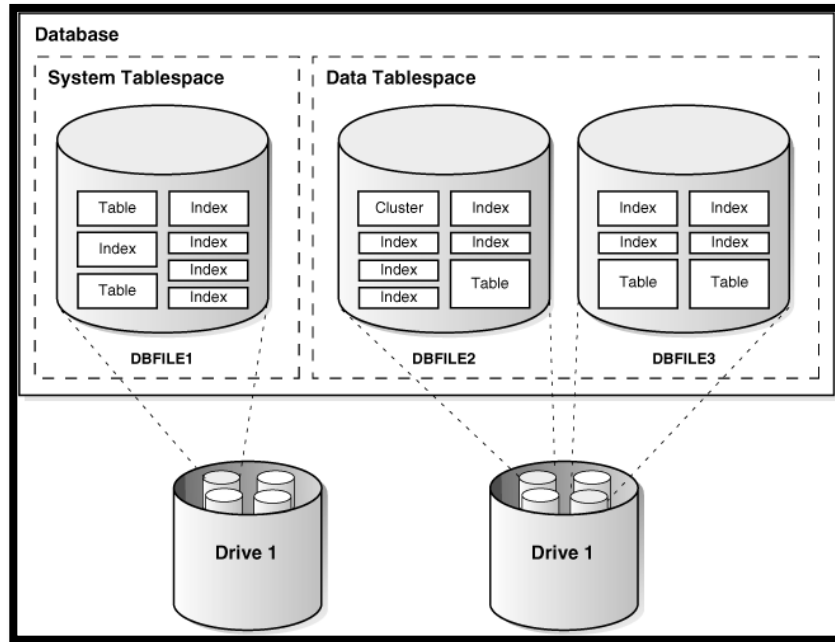 Database
System Tablespace
Data Tablespace
Table
Index
Index
Index
Index
Table
Index
Cluster
Index
Index
Index
Index
Index
Table
Index
Index
Index
Index
Index
Table
Table
DBFILE1
DBFILE2
DBFILE3
Drive 1
Drive 1